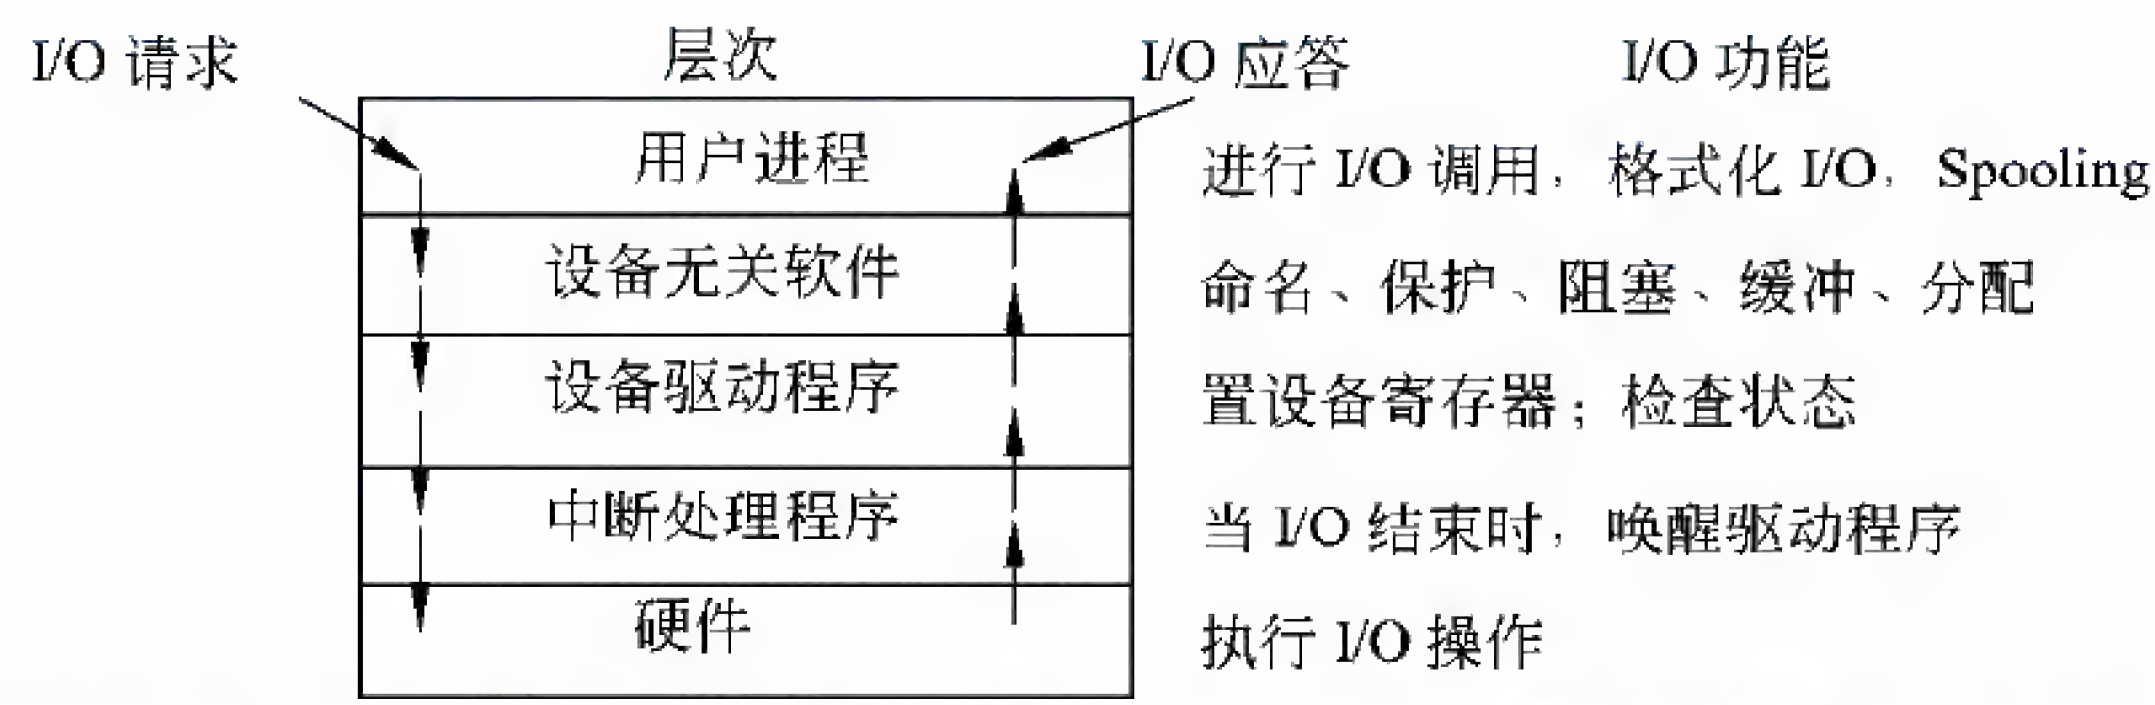 I/O 请求 层次 I/O 应答 I/O 功能
用户进程 进行 I/O 调用，格式化 I/O，Spooling
设备无关软件 命名、保护、阻塞、缓冲、分配
设备驱动程序 置设备寄存器；检查状态
中断处理程序 当 I/O 结束时，唤醒驱动程序
硬件 执行 I/O 操作